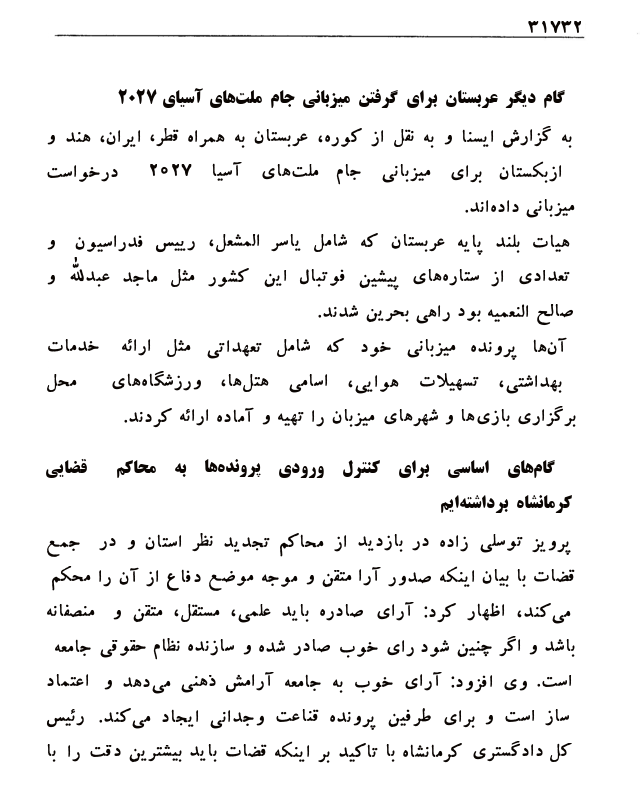 ۳۱۷۳۲
گام دیگر عربستان برای گرفتن میزبانی جام ملت‌های آسیای ۲۰۲۷
به گزارش ایسنا و به نقل از کوره، عربستان به همراه قطر، ایران، هند و
ازبکستان برای میزبانی جام ملت‌های آسیا ۲۰۲۷ درخواست
میزبانی داده‌اند.
هیات بلند پایه عربستان که شامل یاسر المشعل، رییس فدراسیون و
تعدادی از ستاره‌های پیشین فوتبال این کشور مثل ماجد عبدالله و
صالح النعمیه بود راهی بحرین شدند.
آن‌ها پرونده میزبانی خود که شامل تعهداتی مثل ارائه خدمات
بهداشتی، تسهیلات هوایی، اسامی هتل‌ها، ورزشگاه‌های محل
برگزاری بازی‌ها و شهرهای میزبان را تهیه و آماده ارائه کردند.
گام‌های اساسی برای کنترل ورودی پرونده‌ها به محاکم قضایی
کرمانشاه برداشته‌ایم
پرویز توسلی زاده در بازدید از محاکم تجدید نظر استان و در جمع
قضات با بیان اینکه صدور آرا متقن و موجه موضع دفاع از آن را محکم
می‌کند، اظهار کرد: آرای صادره باید علمی، مستقل، متقن و منصفانه
باشد و اگر چنین شود رای خوب صادر شده و سازنده نظام حقوقی جامعه
است. وی افزود: آرای خوب به جامعه آرامش ذهنی می‌دهد و اعتماد
ساز است و برای طرفین پرونده قناعت وجدانی ایجاد می‌کند. رئیس
کل دادگستری کرمانشاه با تاکید بر اینکه قضات باید بیشترین دقت را با